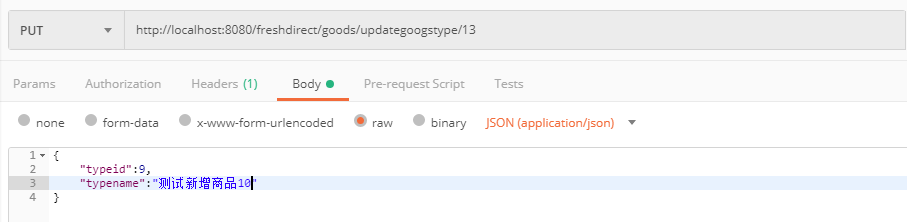 PUT http://localhost:8080/freshdirect/goods/updategoogstype/13
Params Authorization Headers (1) Body Pre-request Script Tests
none form-data x-www-form-urlencoded raw binary JSON (application/json)
1 {
2 "typeid":9,
3 "typename":"测试新增商品10"
4 }